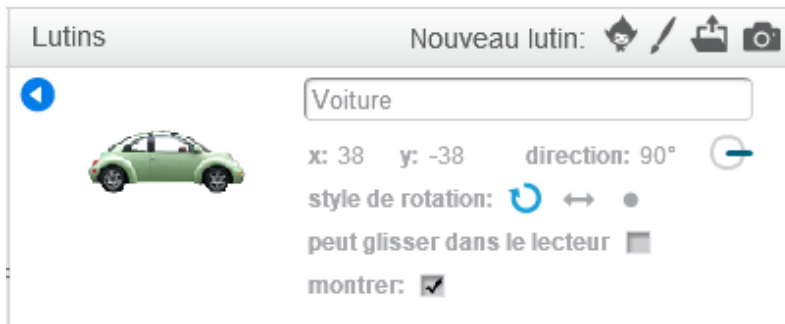 Lutins Nouveau lutin:
Voiture
x: 38 y: -38 direction: 90°
style de rotation:
peut glisser dans le lecteur
montrer: